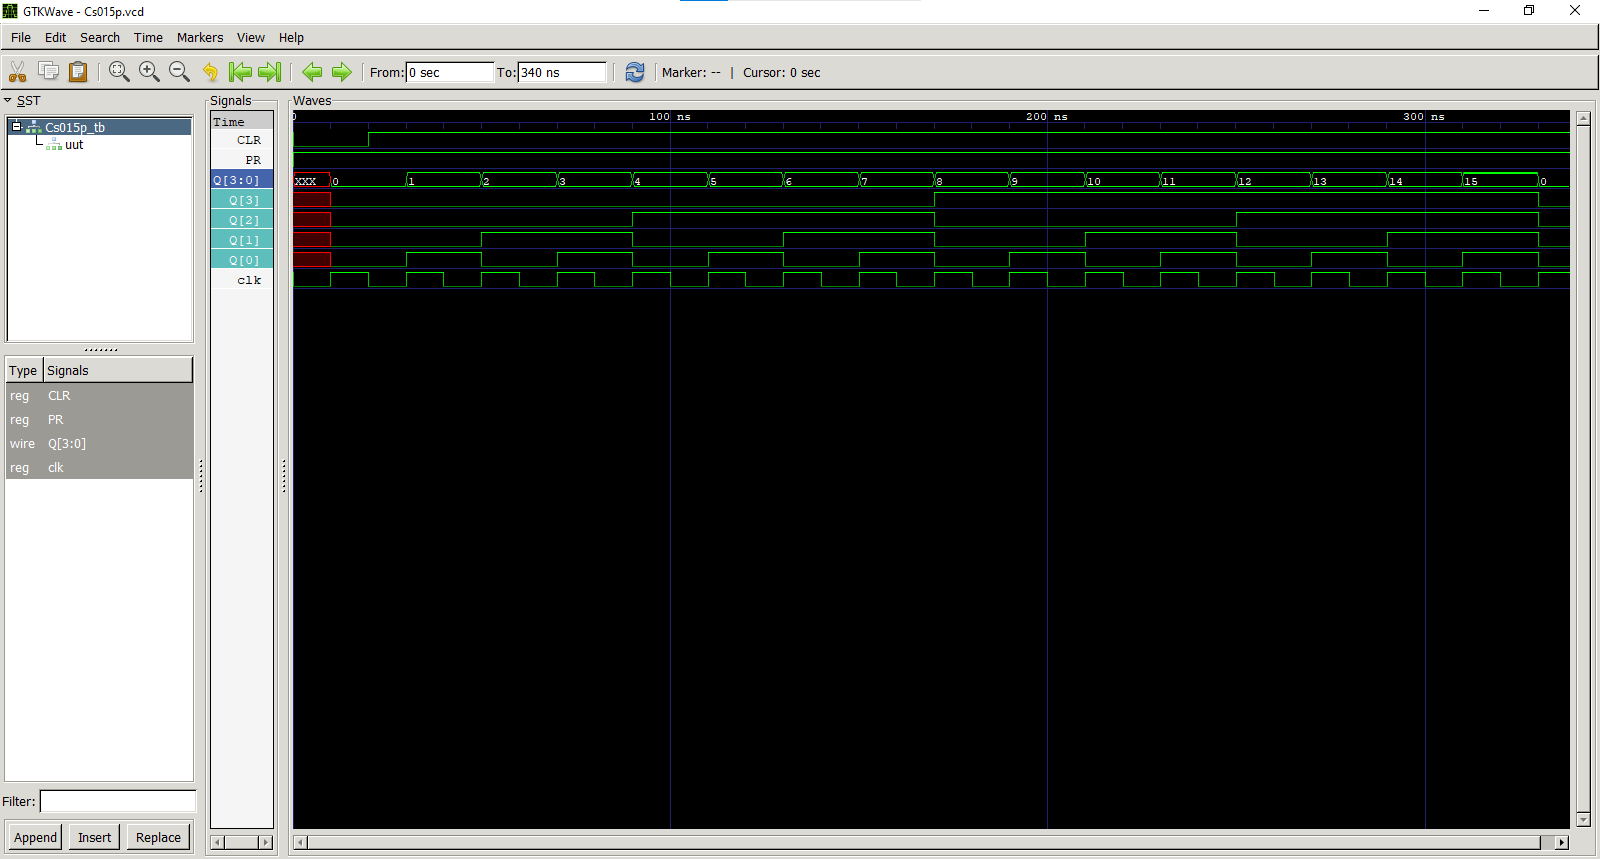 GTKWave - Cs015p.vcd
File Edit Search Time Markers View Help
From: 0 sec To: 340 ns Marker: -- | Cursor: 0 sec
SST
Cs015p_tb
uut
Type Signals
reg CLR
reg PR
wire Q[3:0]
reg clk
Filter:
Append Insert Replace
Signals
Time
CLR
PR
Q[3:0]
Q[3]
Q[2]
Q[1]
Q[0]
clk
Waves
0 100 ns 200 ns 300 ns
XXX 0 1 2 3 4 5 6 7 8 9 10 11 12 13 14 15 0